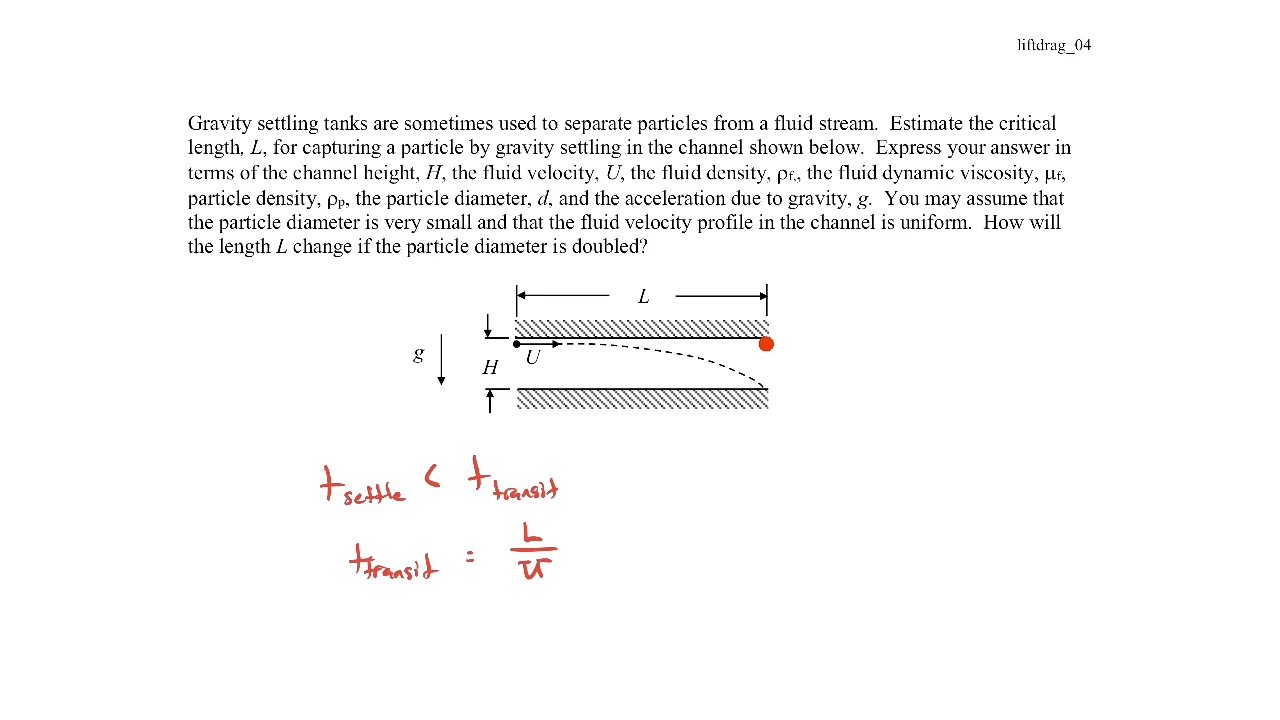 liftdrag_04
Gravity settling tanks are sometimes used to separate particles from a fluid stream. Estimate the critical
length, L, for capturing a particle by gravity settling in the channel shown below. Express your answer in
terms of the channel height, H, the fluid velocity, U, the fluid density, ρf,, the fluid dynamic viscosity, μf,
particle density, ρp, the particle diameter, d, and the acceleration due to gravity, g. You may assume that
the particle diameter is very small and that the fluid velocity profile in the channel is uniform. How will
the length L change if the particle diameter is doubled?
L
g
H
U
t settle < t transit
t transit = L/U